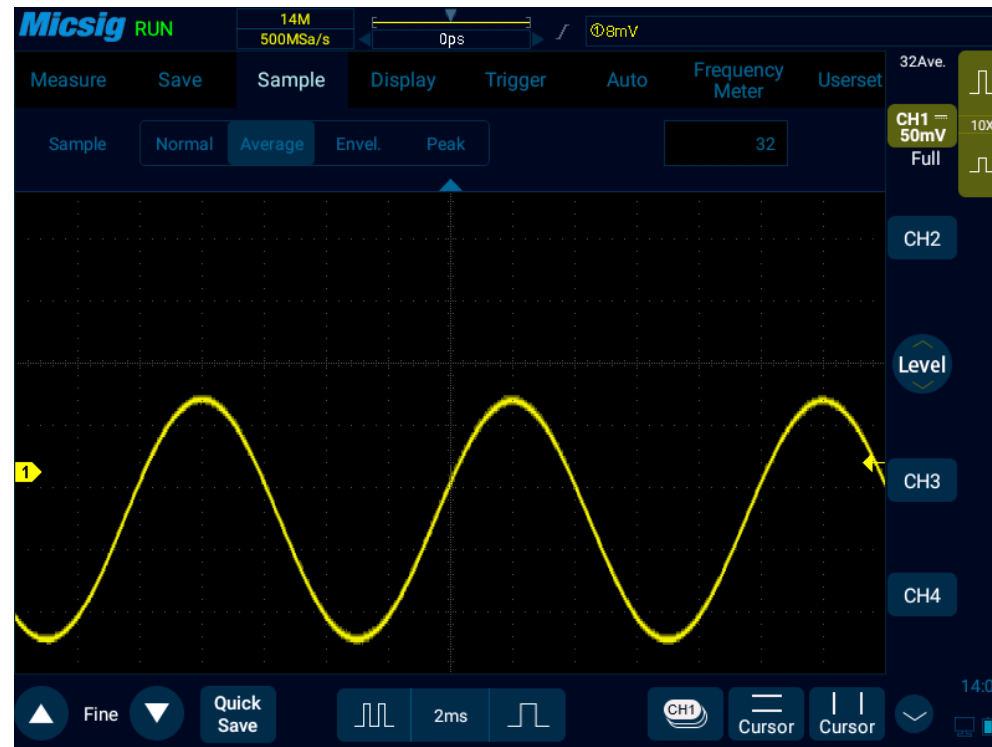 Micsig RUN
14M
500MSa/s
0ps
①8mV
Measure Save Sample Display Trigger Auto Frequency Meter Userset
32Ave.
CH1
50mV
Full
10X
Sample Normal Average Envel. Peak 32
CH2
Level
1
CH3
CH4
Fine
Quick
Save
2ms
CH1
Cursor
Cursor